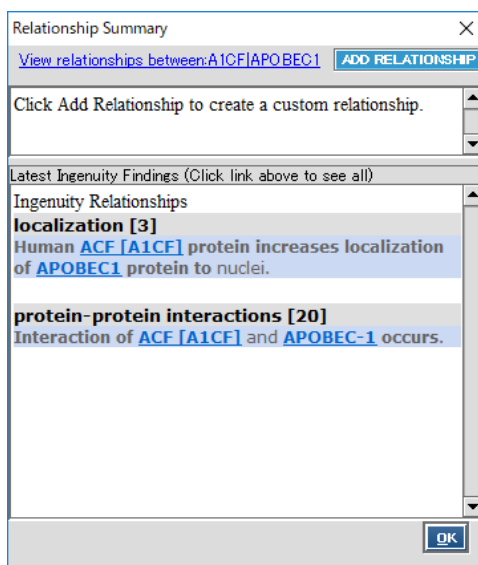 Relationship Summary
View relationships between:A1CF|APOBEC1 ADD RELATIONSHIP
Click Add Relationship to create a custom relationship.
Latest Ingenuity Findings (Click link above to see all)
Ingenuity Relationships
localization [3]
Human ACF [A1CF] protein increases localization
of APOBEC1 protein to nuclei.
protein-protein interactions [20]
Interaction of ACF [A1CF] and APOBEC-1 occurs.
OK